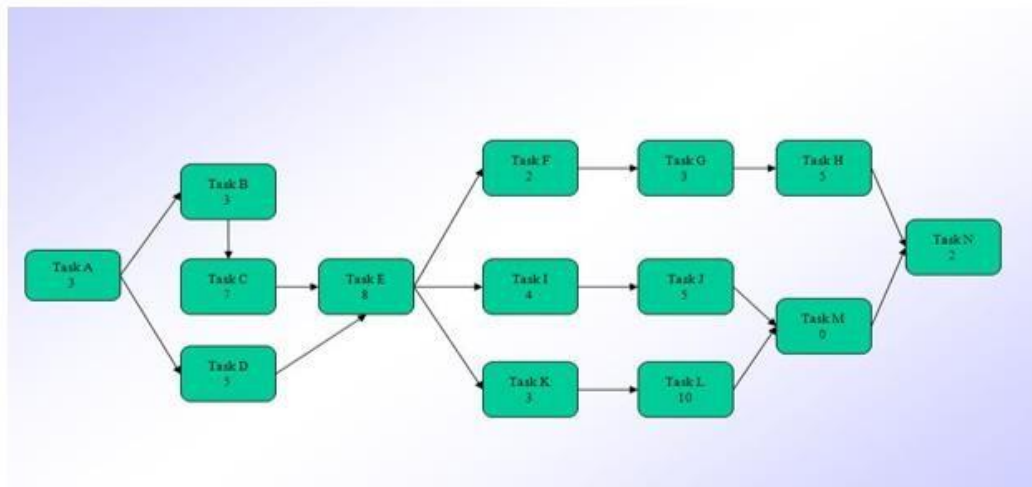 Task A
3
Task B
3
Task C
7
Task D
5
Task E
8
Task F
2
Task G
3
Task H
5
Task I
4
Task J
5
Task K
3
Task L
10
Task M
0
Task N
2